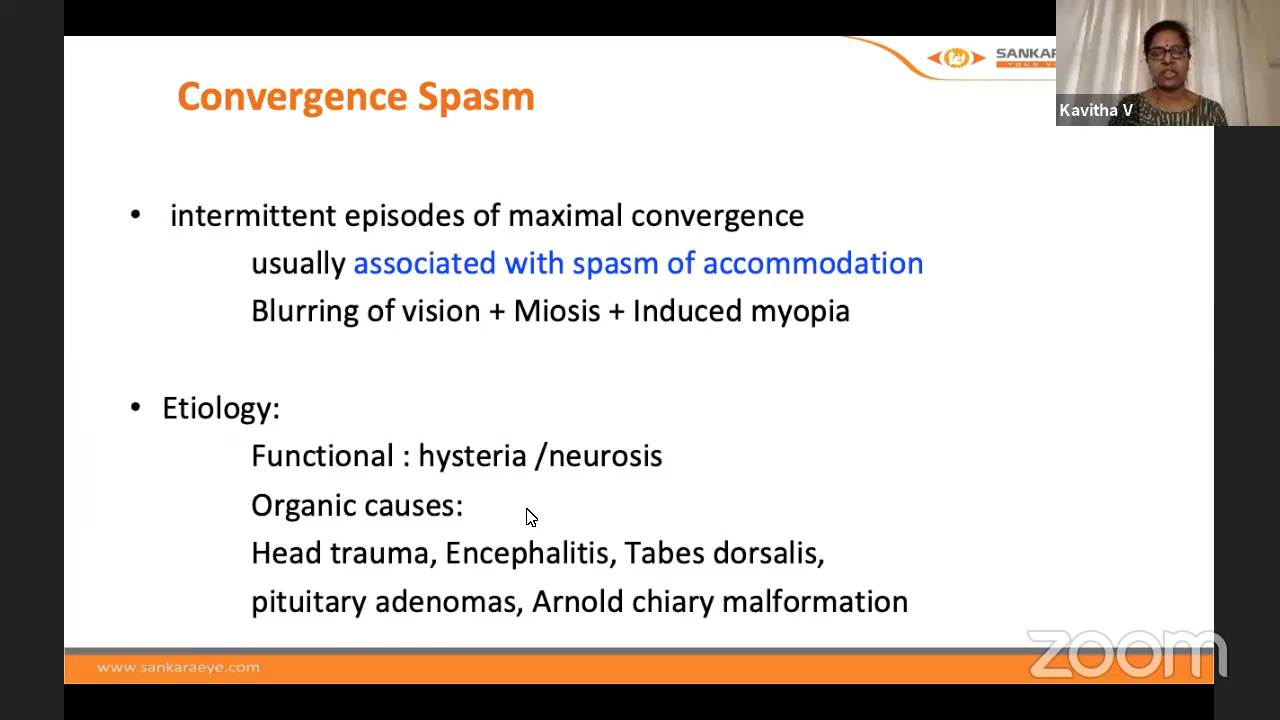 Convergence Spasm
SANKAR
Kavitha V
• intermittent episodes of maximal convergence
usually associated with spasm of accommodation
Blurring of vision + Miosis + Induced myopia
• Etiology:
Functional : hysteria /neurosis
Organic causes:
Head trauma, Encephalitis, Tabes dorsalis,
pituitary adenomas, Arnold chiary malformation
zoom
www.sankaraeye.com